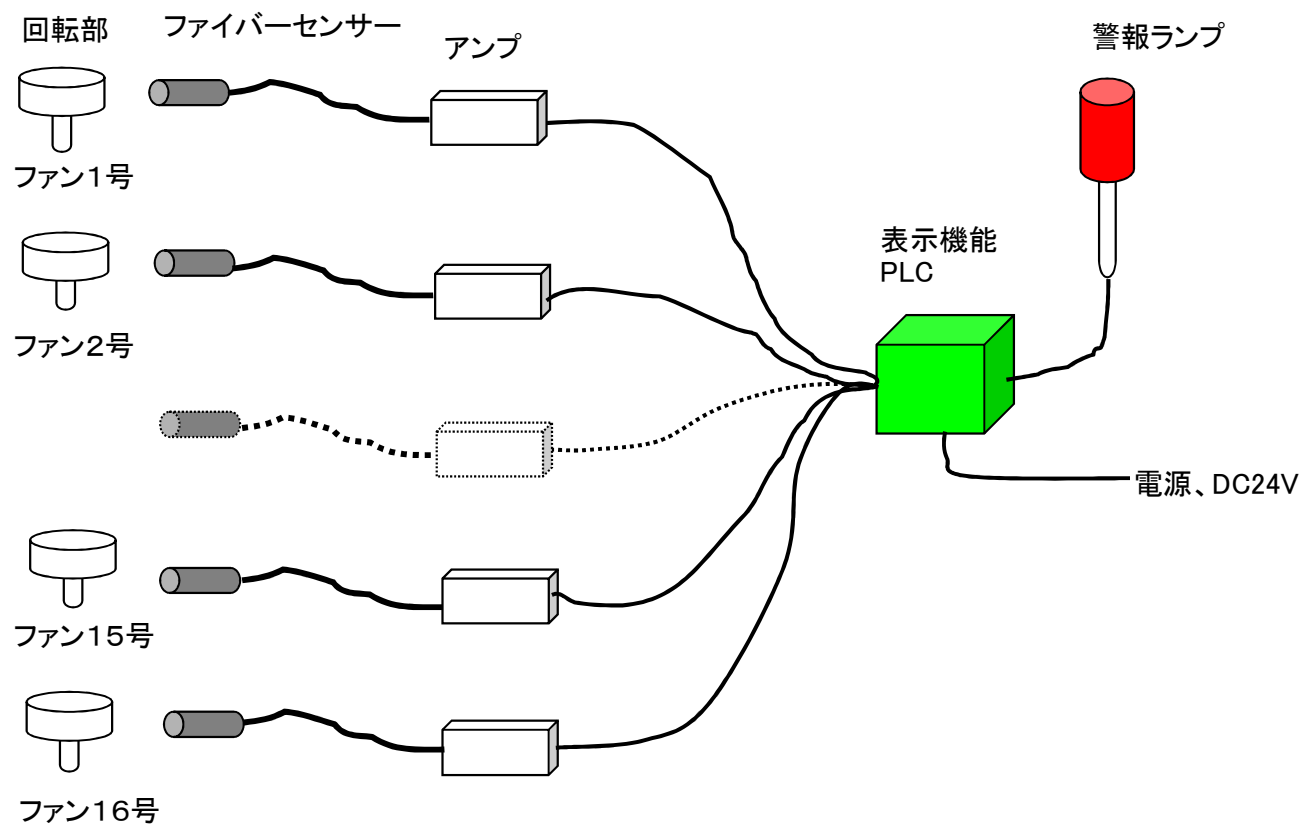 回転部
ファイバーセンサー
アンプ
警報ランプ
ファン1号
表示機能
PLC
ファン2号
電源、DC24V
ファン15号
ファン16号